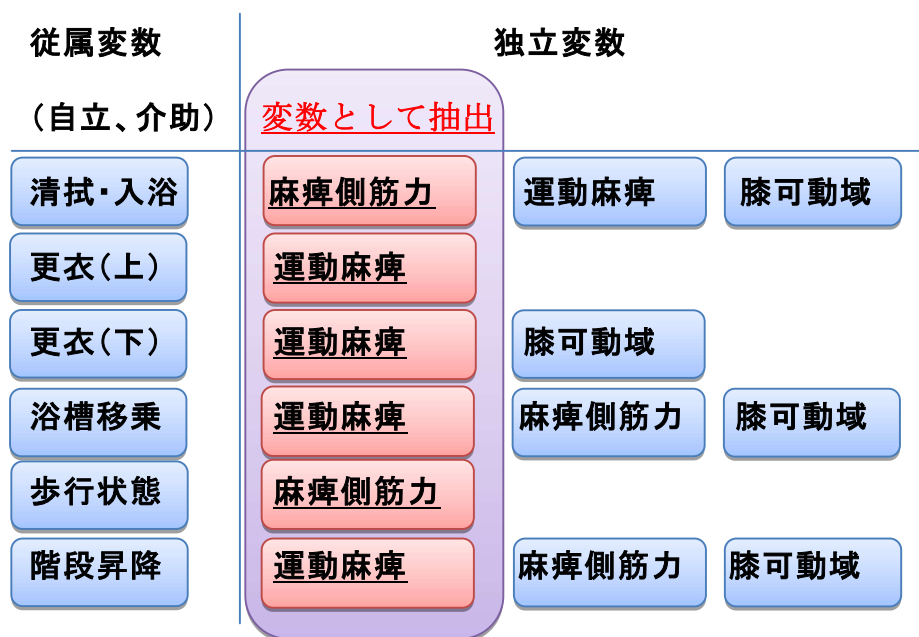 従属変数 独立変数
(自立、介助) 変数として抽出
清拭・入浴 麻痺側筋力 運動麻痺 膝可動域
更衣(上) 運動麻痺
更衣(下) 運動麻痺 膝可動域
浴槽移乗 運動麻痺 麻痺側筋力 膝可動域
歩行状態 麻痺側筋力
階段昇降 運動麻痺 麻痺側筋力 膝可動域